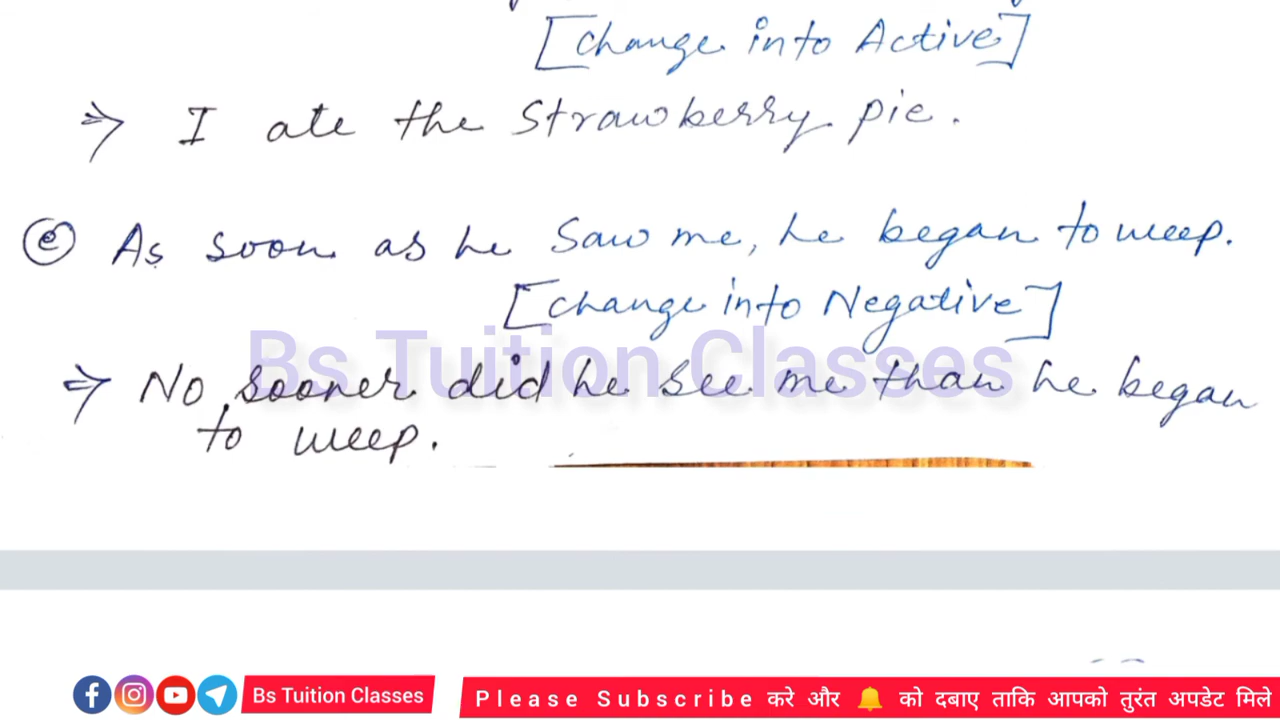 [Change into Active]
⇒ I ate the Strawberry pie.
(e) As soon as he saw me, he began to weep.
[Change into Negative]
Bs Tuition Classes
⇒ No sooner did he see me than he began
to weep.
Bs Tuition Classes
Please Subscribe करे और 🔔 को दबाए ताकि आपको तुरंत अपडेट मिले